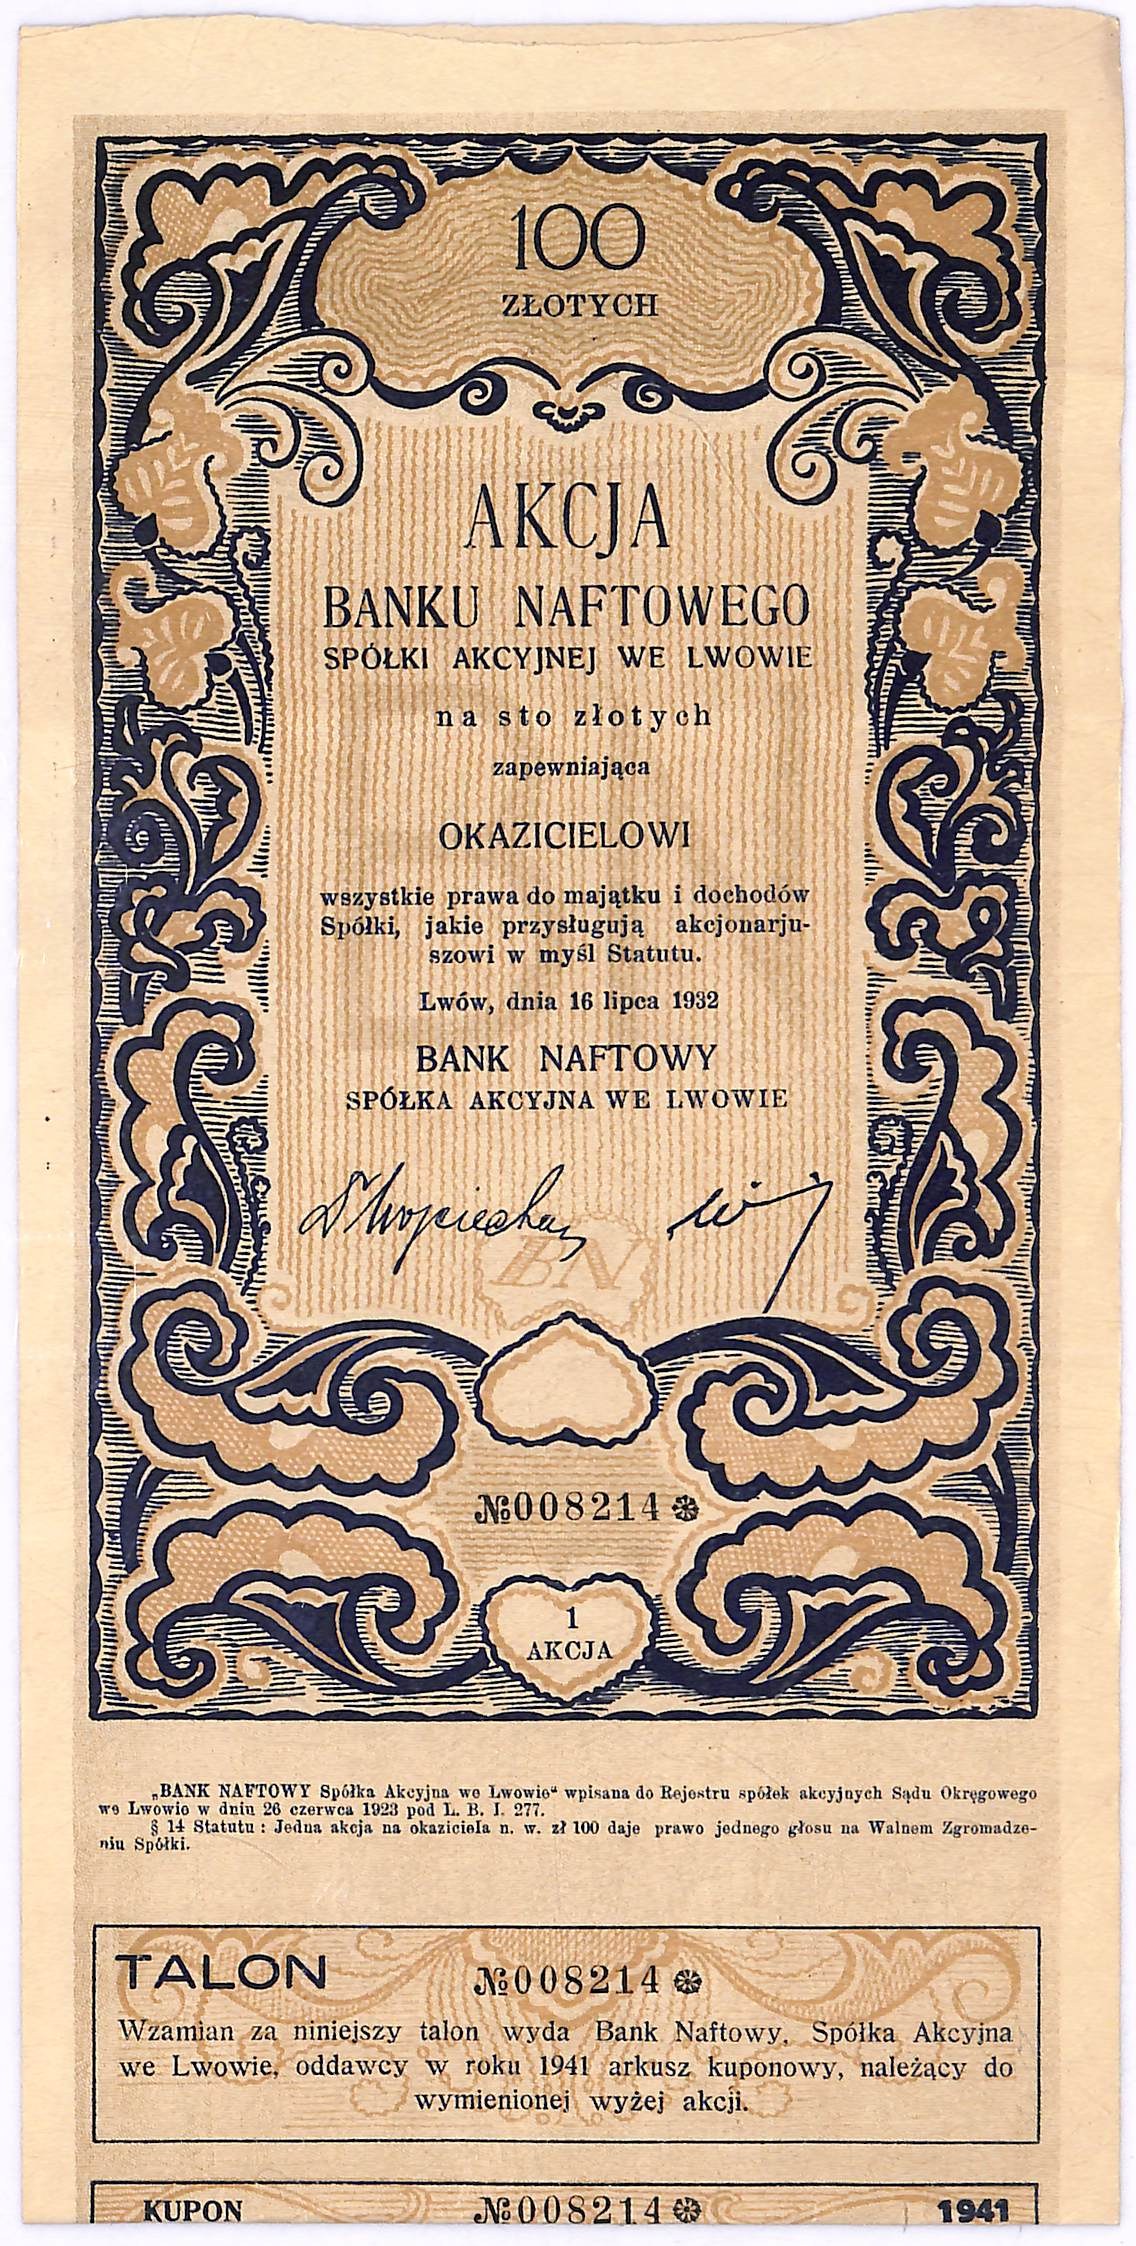 100
ZŁOTYCH
AKCJA
BANKU NAFTOWEGO
SPÓŁKI AKCYJNEJ WE LWOWIE
na sto złotych
zapewniająca
OKAZICIELOWI
wszystkie prawa do majątku i dochodów
Spółki, jakie przysługują akcjonarju-
szowi w myśl Statutu.
Lwów, dnia 16 lipca 1932
BANK NAFTOWY
SPÓŁKA AKCYJNA WE LWOWIE
BN
№008214
1
AKCJA
„BANK NAFTOWY Spółka Akcyjna we Lwowie“ wpisana do Rejestru spółek akcyjnych Sądu Okręgowego
we Lwowie w dniu 26 czerwca 1923 pod L. B. I. 277.
§ 14 Statutu : Jedna akcja na okaziciela n. w. zł 100 daje prawo jednego głosu na Walnem Zgromadze-
niu Spółki.
TALON №008214
Wzamian za niniejszy talon wyda Bank Naftowy, Spółka Akcyjna
we Lwowie, oddawcy w roku 1941 arkusz kuponowy, należący do
wymienionej wyżej akcji.
KUPON №008214 1941